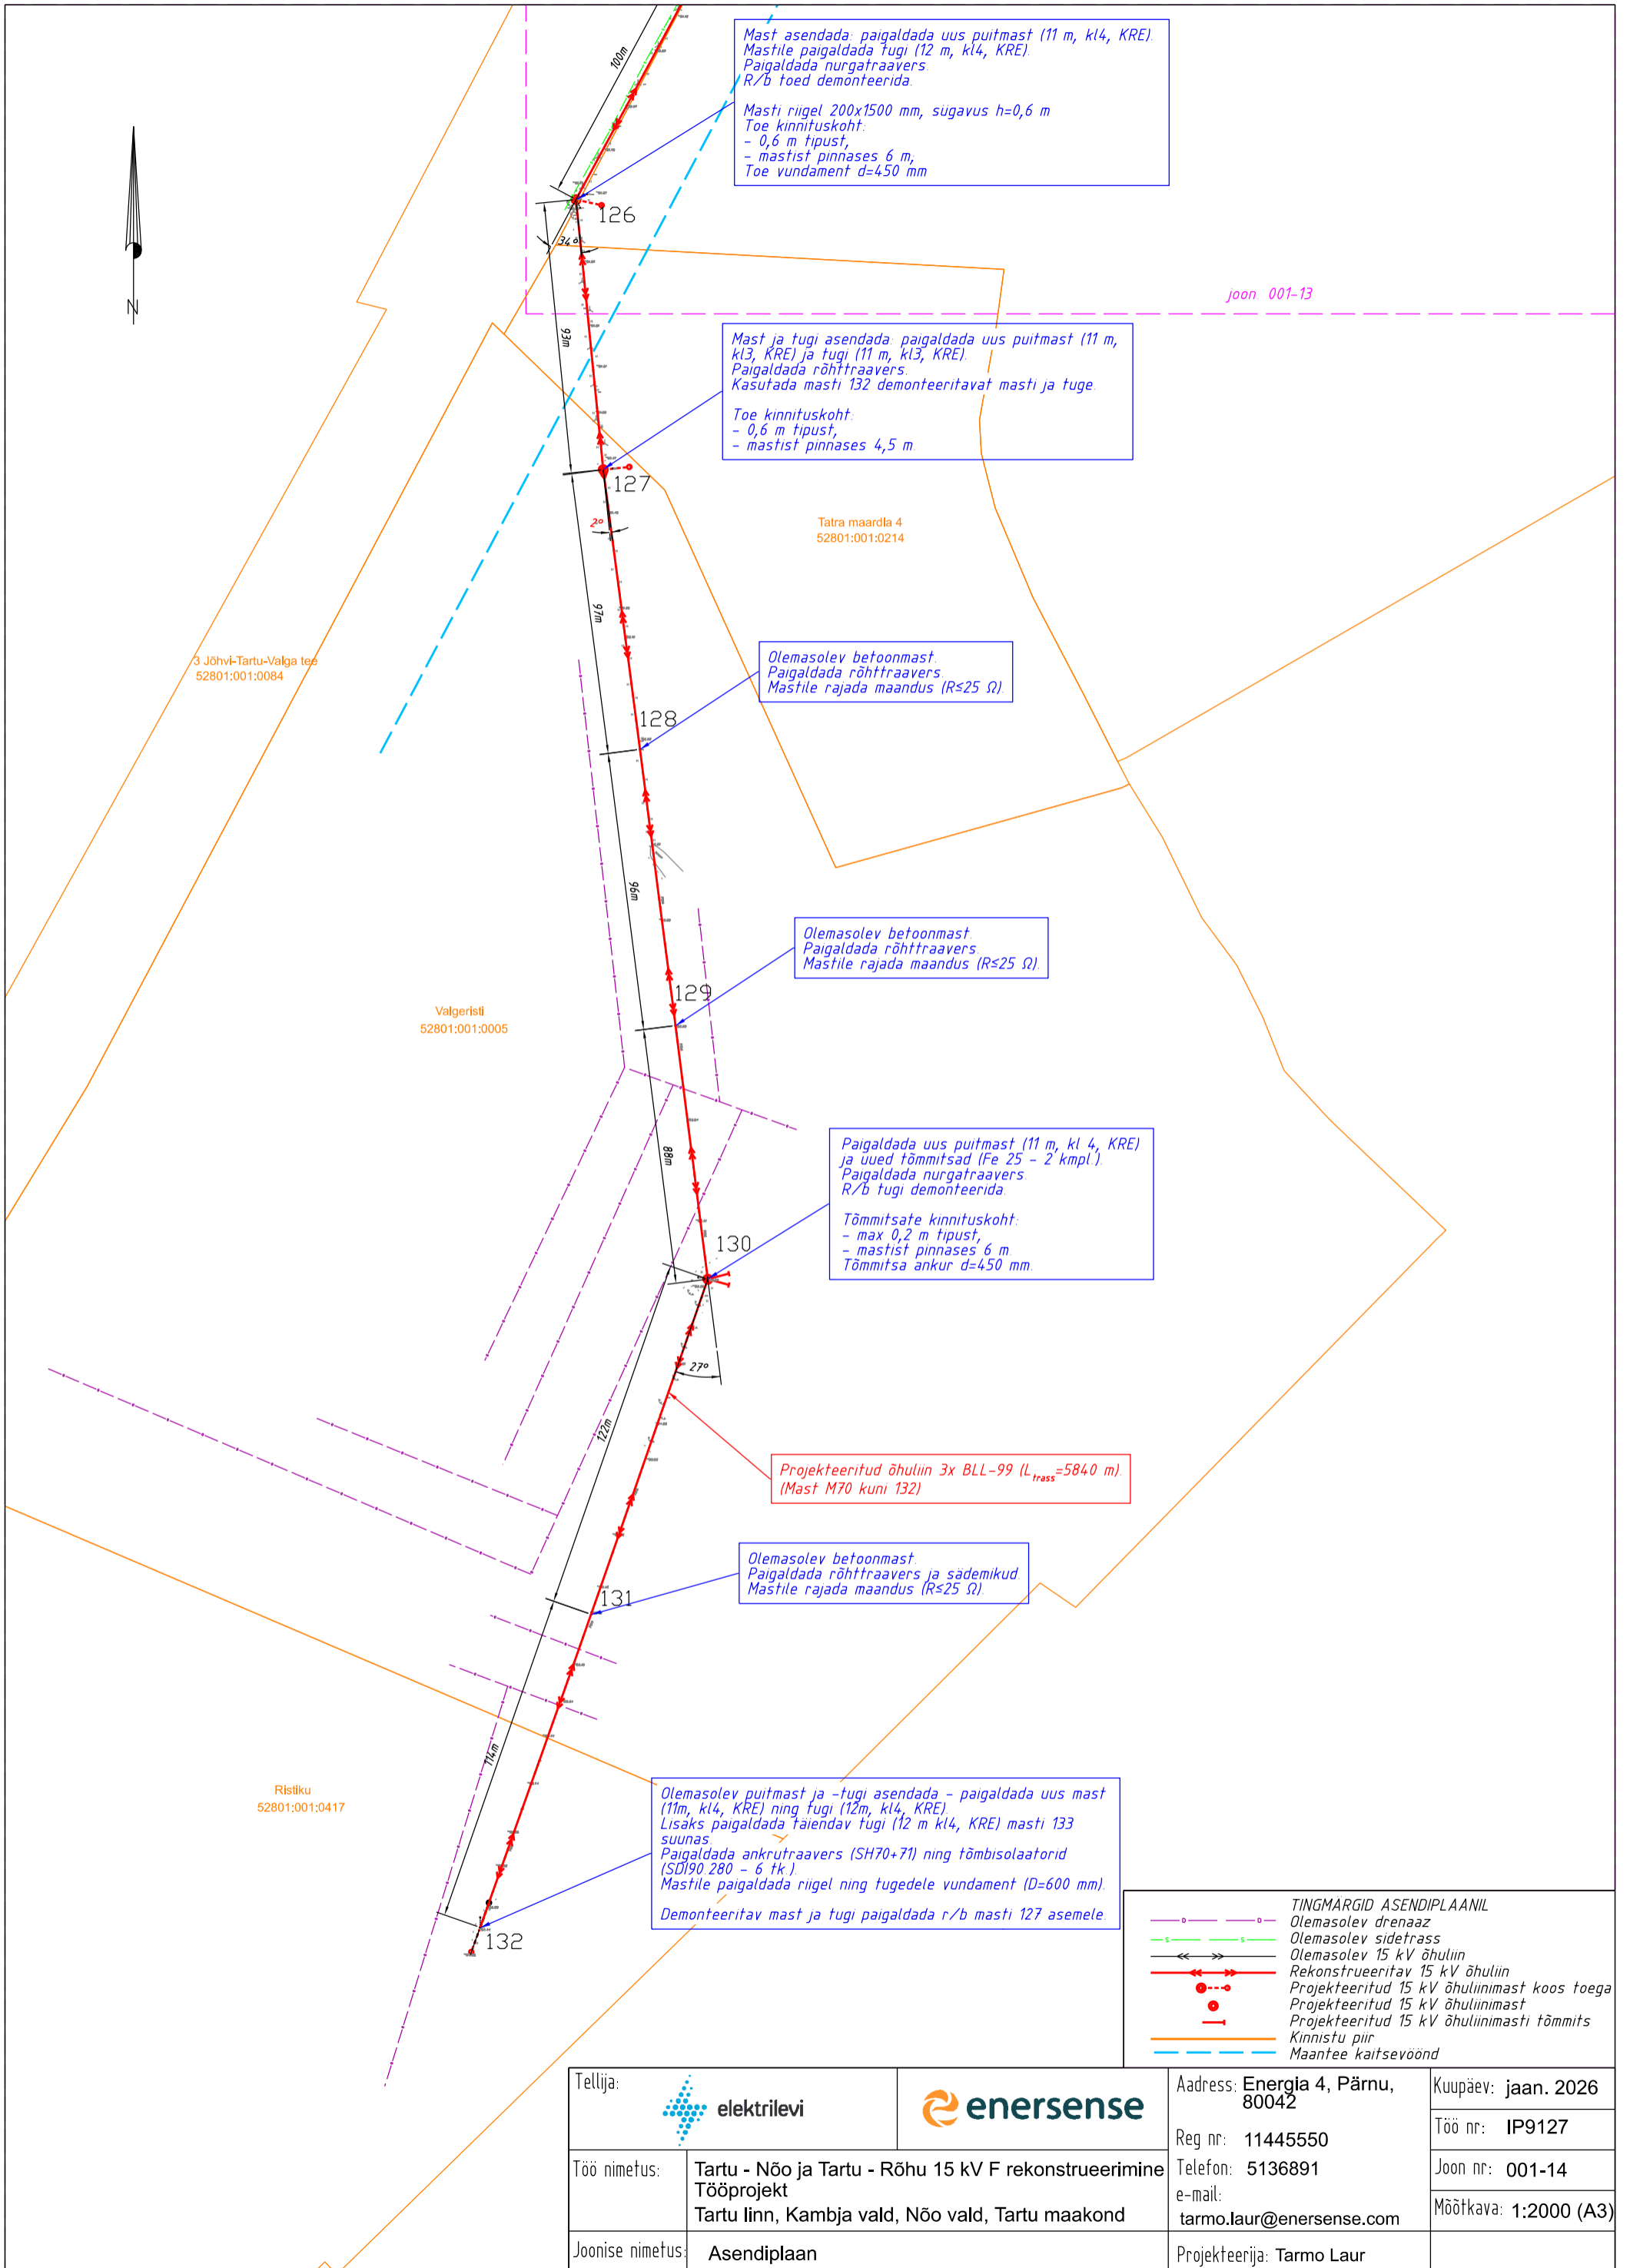 Mast asendada: paigaldada uus puitmast (11 m, kl4, KRE).
Mastile paigaldada tugi (12 m, kl4, KRE).
Paigaldada nurgatraavers.
R/b toed demonteerida.
Masti riigel 200x1500 mm, sügavus h=0,6 m
Toe kinnituskoht:
- 0,6 m tipust,
- mastist pinnases 6 m;
Toe vundament d=450 mm
100m
126
34°
N
joon. 001-13
93m
Mast ja tugi asendada: paigaldada uus puitmast (11 m,
kl3, KRE) ja tugi (11 m, kl3, KRE).
Paigaldada rõhttraavers.
Kasutada masti 132 demonteeritavat masti ja tuge.
Toe kinnituskoht:
- 0,6 m tipust,
- mastist pinnases 4,5 m.
127
2°
Tatra maardla 4
52801:001:0214
97m
3 Jõhvi-Tartu-Valga tee
52801:001:0084
Olemasolev betoonmast.
Paigaldada rõhttraavers.
Mastile rajada maandus (R≤25 Ω).
128
96m
Olemasolev betoonmast.
Paigaldada rõhttraavers.
Mastile rajada maandus (R≤25 Ω).
129
Valgeristi
52801:001:0005
88m
Paigaldada uus puitmast (11 m, kl 4, KRE)
ja uued tõmmitsad (Fe 25 - 2 kmpl.).
Paigaldada nurgatraavers.
R/b tugi demonteerida.
Tõmmitsate kinnituskoht:
- max 0,2 m tipust,
- mastist pinnases 6 m.
Tõmmitsa ankur d=450 mm.
130
27°
122m
Projekteeritud õhuliin 3x BLL-99 (Ltrass=5840 m).
(Mast M70 kuni 132)
Olemasolev betoonmast.
Paigaldada rõhttraavers ja sädemikud.
Mastile rajada maandus (R≤25 Ω).
131
114m
Ristiku
52801:001:0417
Olemasolev puitmast ja -tugi asendada - paigaldada uus mast
(11m, kl4, KRE) ning tugi (12m, kl4, KRE).
Lisaks paigaldada täiendav tugi (12 m kl4, KRE) masti 133
suunas.
Paigaldada ankrutraavers (SH70+71) ning tõmbisolaatorid
(SDI90.280 - 6 tk.).
Mastile paigaldada riigel ning tugedele vundament (D=600 mm).
Demonteeritav mast ja tugi paigaldada r/b masti 127 asemele.
132
TINGMÄRGID ASENDIPLAANIL
Olemasolev drenaaz
Olemasolev sidetrass
Olemasolev 15 kV õhuliin
Rekonstrueeritav 15 kV õhuliin
Projekteeritud 15 kV õhuliinimast koos toega
Projekteeritud 15 kV õhuliinimast
Projekteeritud 15 kV õhuliinimasti tõmmits
Kinnistu piir
Maantee kaitsevöönd
Tellija:
elektrilevi
enersense
Aadress: Energia 4, Pärnu,
80042
Reg nr: 11445550
Telefon: 5136891
e-mail:
tarmo.laur@enersense.com
Kuupäev: jaan. 2026
Töö nr: IP9127
Joon nr: 001-14
Mõõtkava: 1:2000 (A3)
Töö nimetus: Tartu - Nõo ja Tartu - Rõhu 15 kV F rekonstrueerimine
Tööprojekt
Tartu linn, Kambja vald, Nõo vald, Tartu maakond
Joonise nimetus: Asendiplaan
Projekteerija: Tarmo Laur